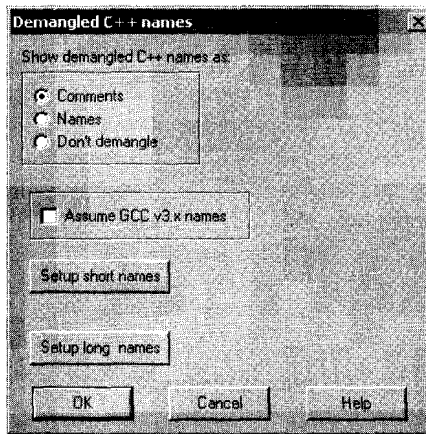 Demangled C++ names
Show demangled C++ names as:
Comments
Names
Don't demangle
Assume GCC v3.x names
Setup short names
Setup long names
OK
Cancel
Help